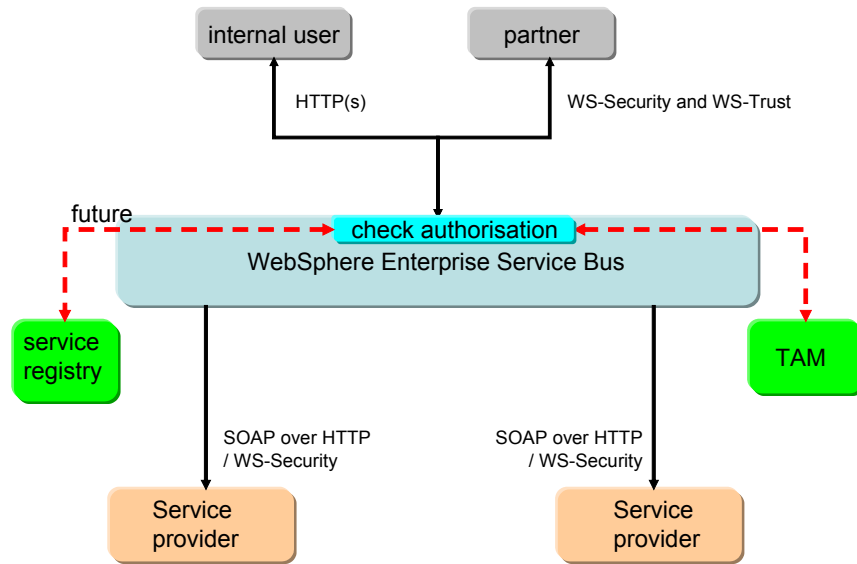 internal user
partner
HTTP(s)
WS-Security and WS-Trust
future
check authorisation
WebSphere Enterprise Service Bus
service
registry
TAM
SOAP over HTTP
/ WS-Security
SOAP over HTTP
/ WS-Security
Service
provider
Service
provider